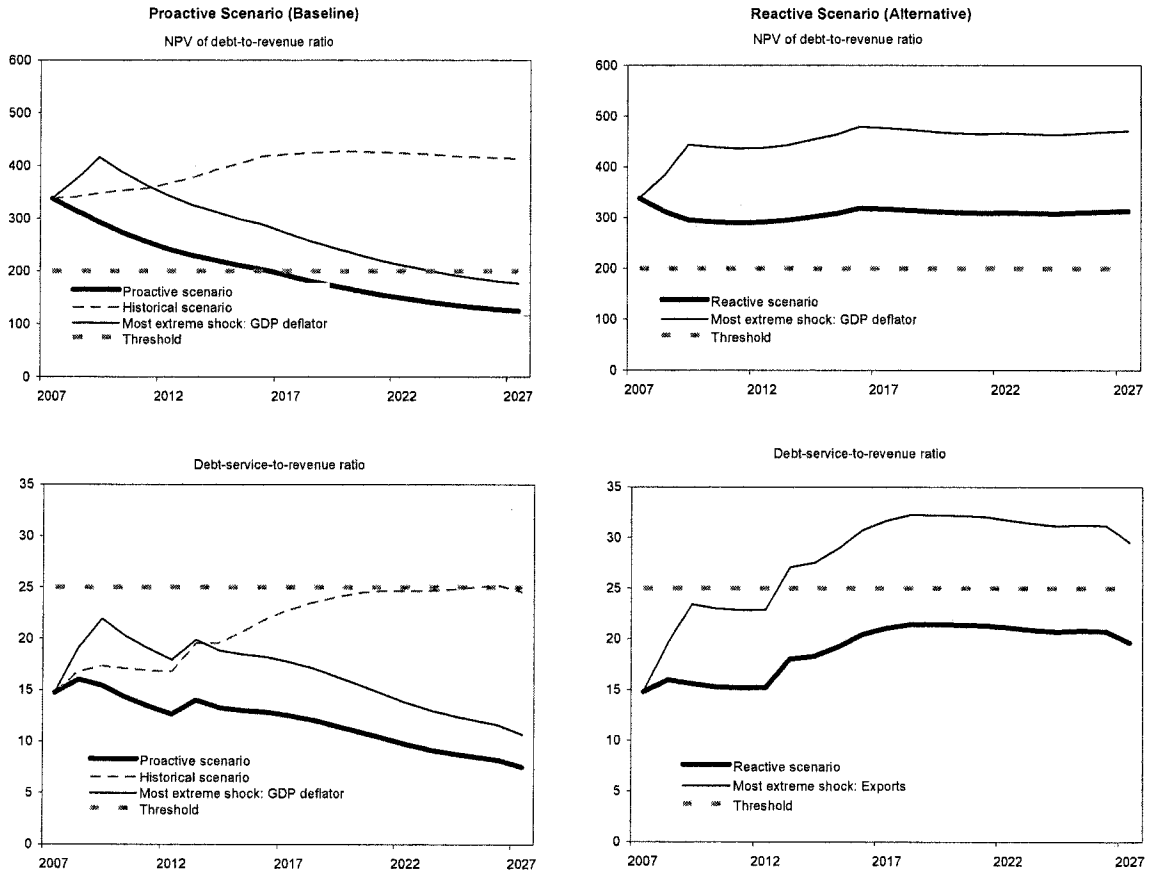 Proactive Scenario (Baseline)
NPV of debt-to-revenue ratio
600
500
400
300
200
100
0
Proactive scenario
Historical scenario
Most extreme shock: GDP deflator
Threshold
2007 2012 2017 2022 2027
Reactive Scenario (Alternative)
NPV of debt-to-revenue ratio
600
500
400
300
200
100
0
Reactive scenario
Most extreme shock: GDP deflator
Threshold
2007 2012 2017 2022 2027
Debt-service-to-revenue ratio
35
30
25
20
15
10
5
0
Proactive scenario
Historical scenario
Most extreme shock: GDP deflator
Threshold
2007 2012 2017 2022 2027
Debt-service-to-revenue ratio
35
30
25
20
15
10
5
0
Reactive scenario
Most extreme shock: Exports
Threshold
2007 2012 2017 2022 2027